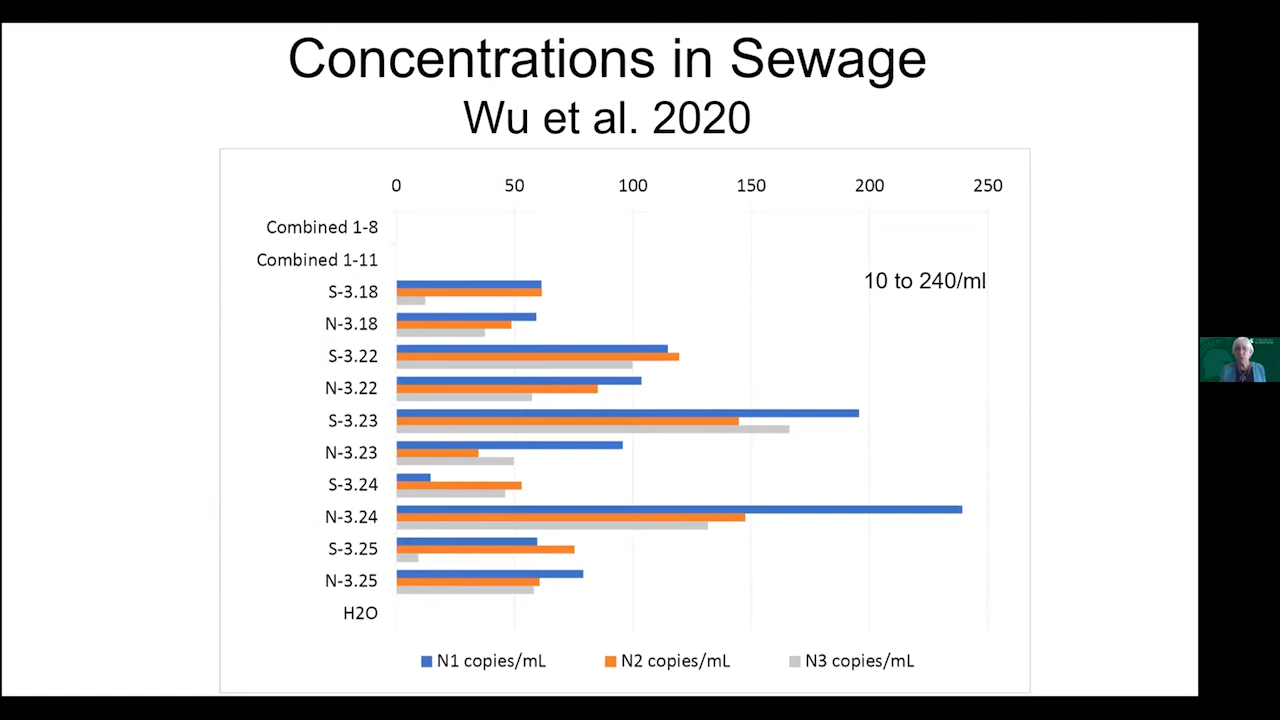 Concentrations in Sewage
Wu et al. 2020
0 50 100 150 200 250
Combined 1-8
Combined 1-11
10 to 240/ml
S-3.18
N-3.18
S-3.22
N-3.22
S-3.23
N-3.23
S-3.24
N-3.24
S-3.25
N-3.25
H2O
N1 copies/mL N2 copies/mL N3 copies/mL